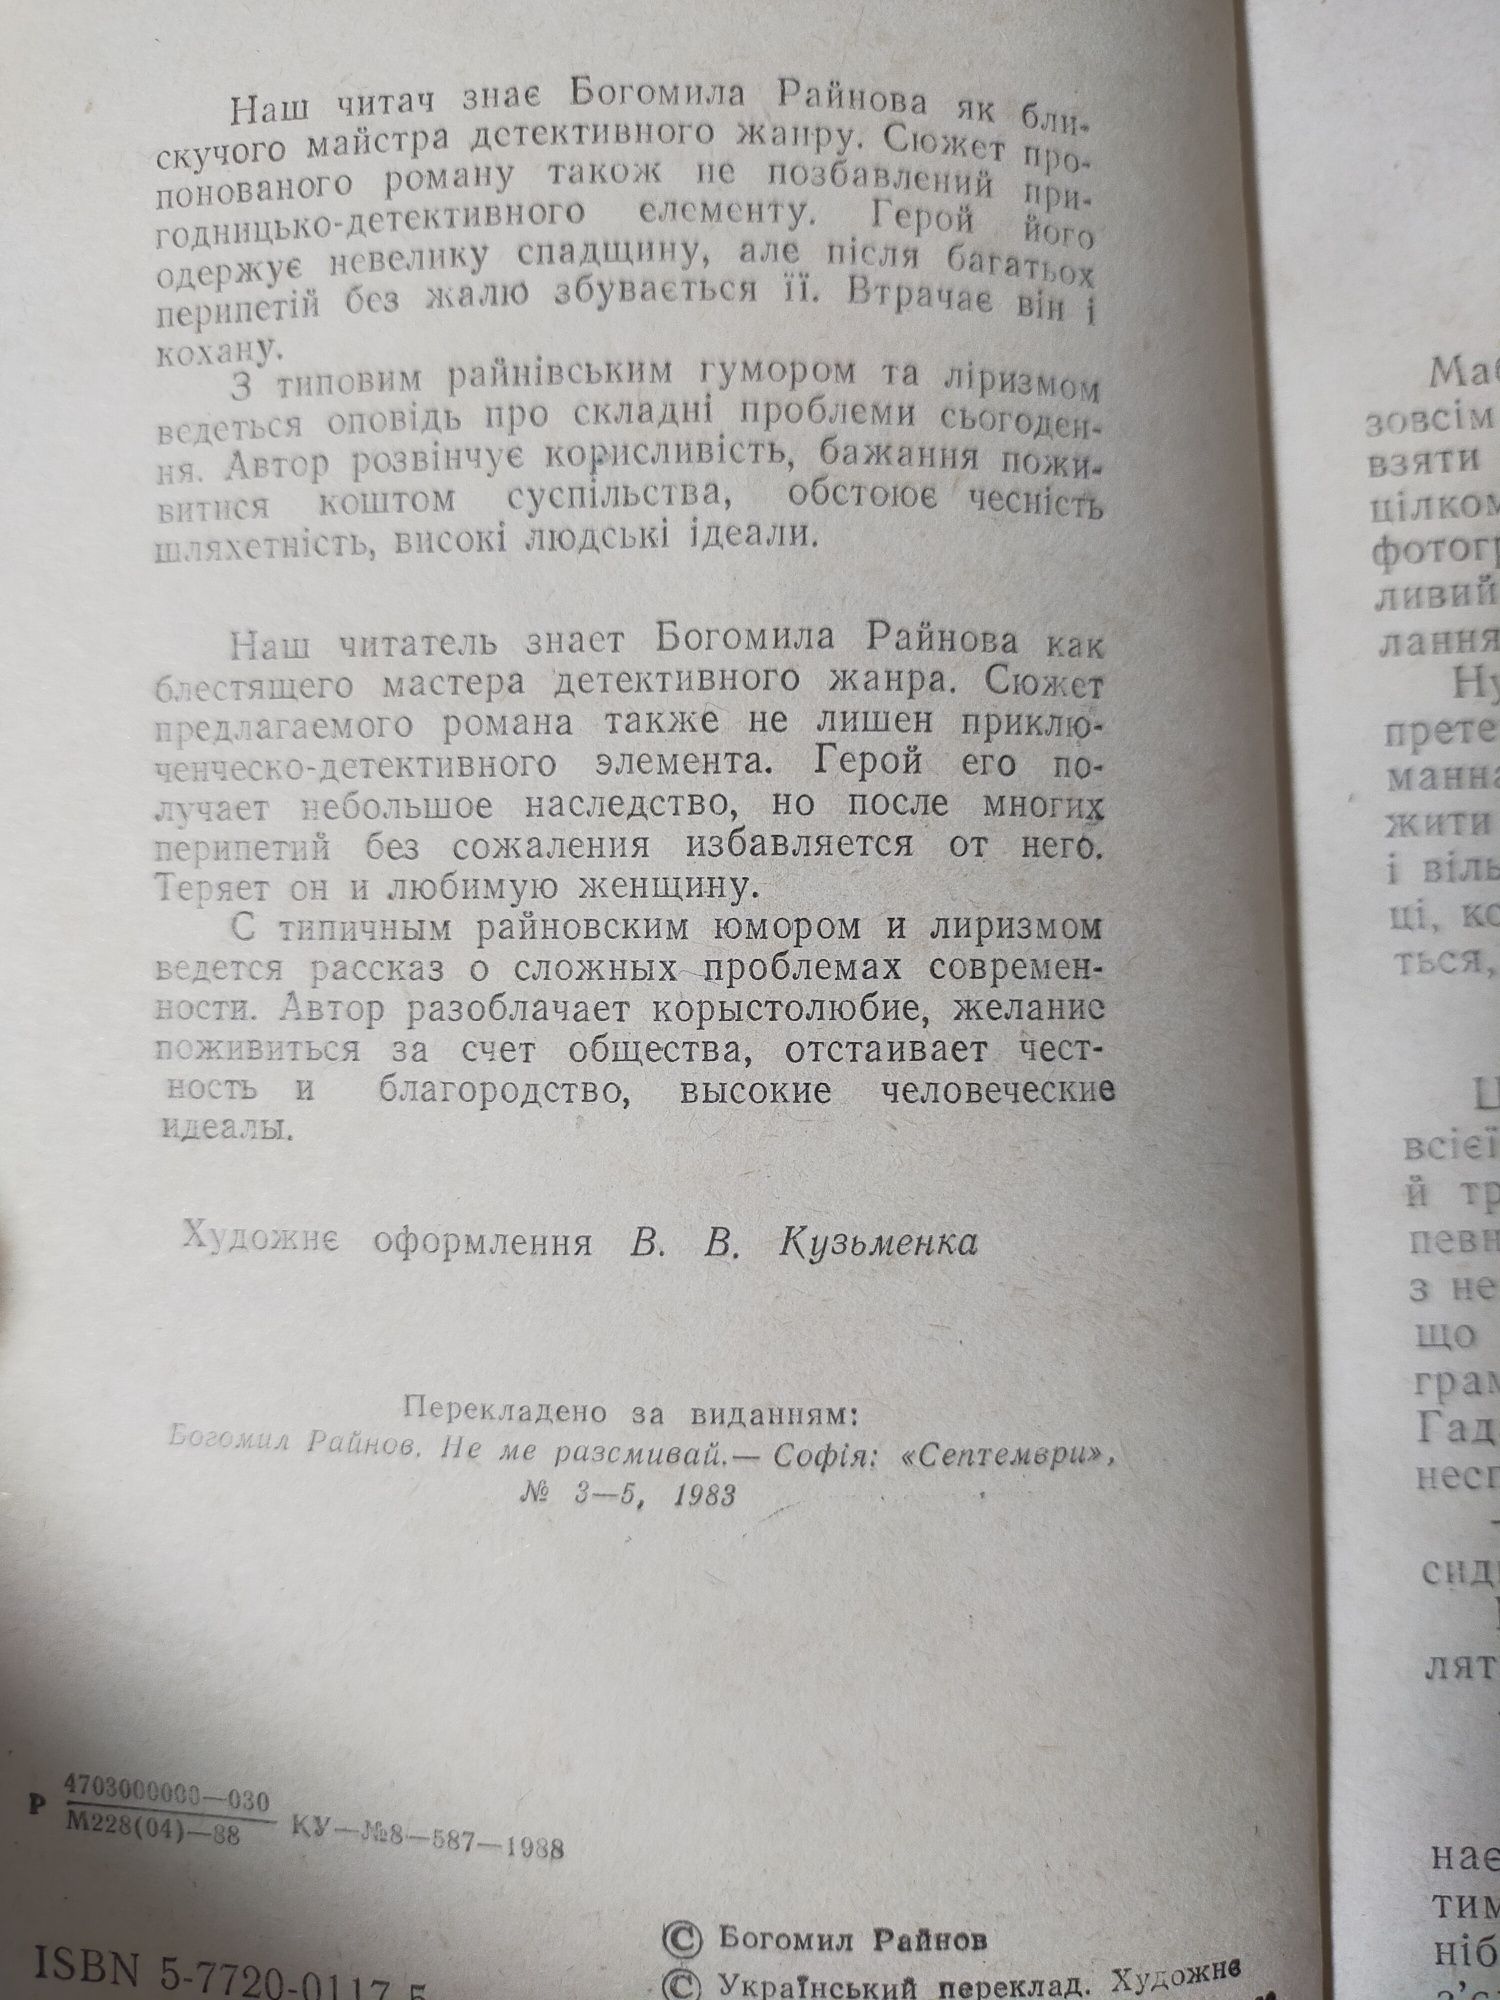 Наш читач знає Богомила Райнова як бли-
скучого майстра детективного жанру. Сюжет про-
понованого роману також не позбавлений при-
годницько-детективного елементу. Герой його
одержує невелику спадщину, але після багатьох
перипетій без жалю збувається її. Втрачає він і
кохану.
З типовим райнівським гумором та ліризмом
ведеться оповідь про складні проблеми сьогоден-
ня. Автор розвінчує корисливість, бажання пожи-
витися коштом суспільства, обстоює чесність
шляхетність, високі людські ідеали.
Наш читатель знает Богомила Райнова как
блестящего мастера детективного жанра. Сюжет
предлагаемого романа также не лишен приклю-
ченческо-детективного элемента. Герой его по-
лучает небольшое наследство, но после многих
перипетий без сожаления избавляется от него.
Теряет он и любимую женщину.
С типичным райновским юмором и лиризмом
ведется рассказ о сложных проблемах современ-
ности. Автор разоблачает корыстолюбие, желание
поживиться за счет общества, отстаивает чест-
ность и благородство, высокие человеческие
идеалы.
Художнє оформлення В. В. Кузьменка
Перекладено за виданням:
Богомил Райнов. Не ме разсмивай.— Софія: «Септември»,
№ 3—5, 1983
Р 4703000000—030
М228(04)—88 КУ—№8—587—1988
ISBN 5-7720-0117-5
© Богомил Райнов
© Український переклад. Художнє
зовсім
взяти
цілком
фотогр
ливий
лання
Ну
прете
манна
жити
і віль
ці, ко
ться,
Ц
всієї
й тр
певн
з не
що
грам
Гад
несп
сиди
лят
нає
тим
ніб